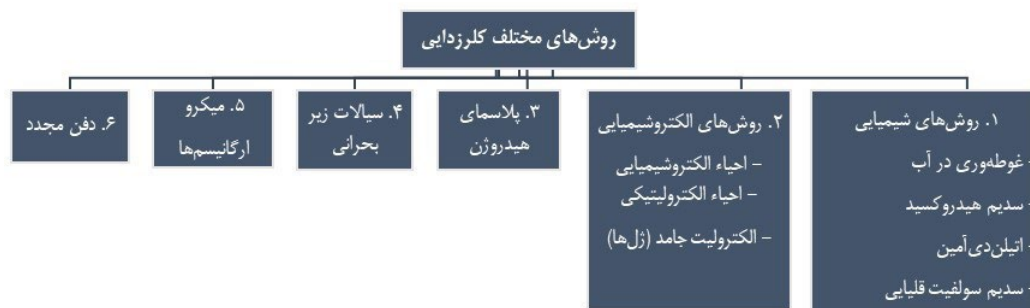 روش‌های مختلف کلرزدایی
۱. روش‌های شیمیایی
- غوطه‌وری در آب
- سدیم هیدروکسید
- اتیلن‌دی‌آمین
- سدیم سولفیت قلیایی
۲. روش‌های الکتروشیمیایی
- احیاء الکتروشیمیایی
- احیاء الکترولیتیکی
- الکترولیت جامد (ژل‌ها)
۳. پلاسمای
هیدروژن
۴. سیالات زیر
بحرانی
۵. میکرو
ارگانیسم‌ها
۶. دفن مجدد